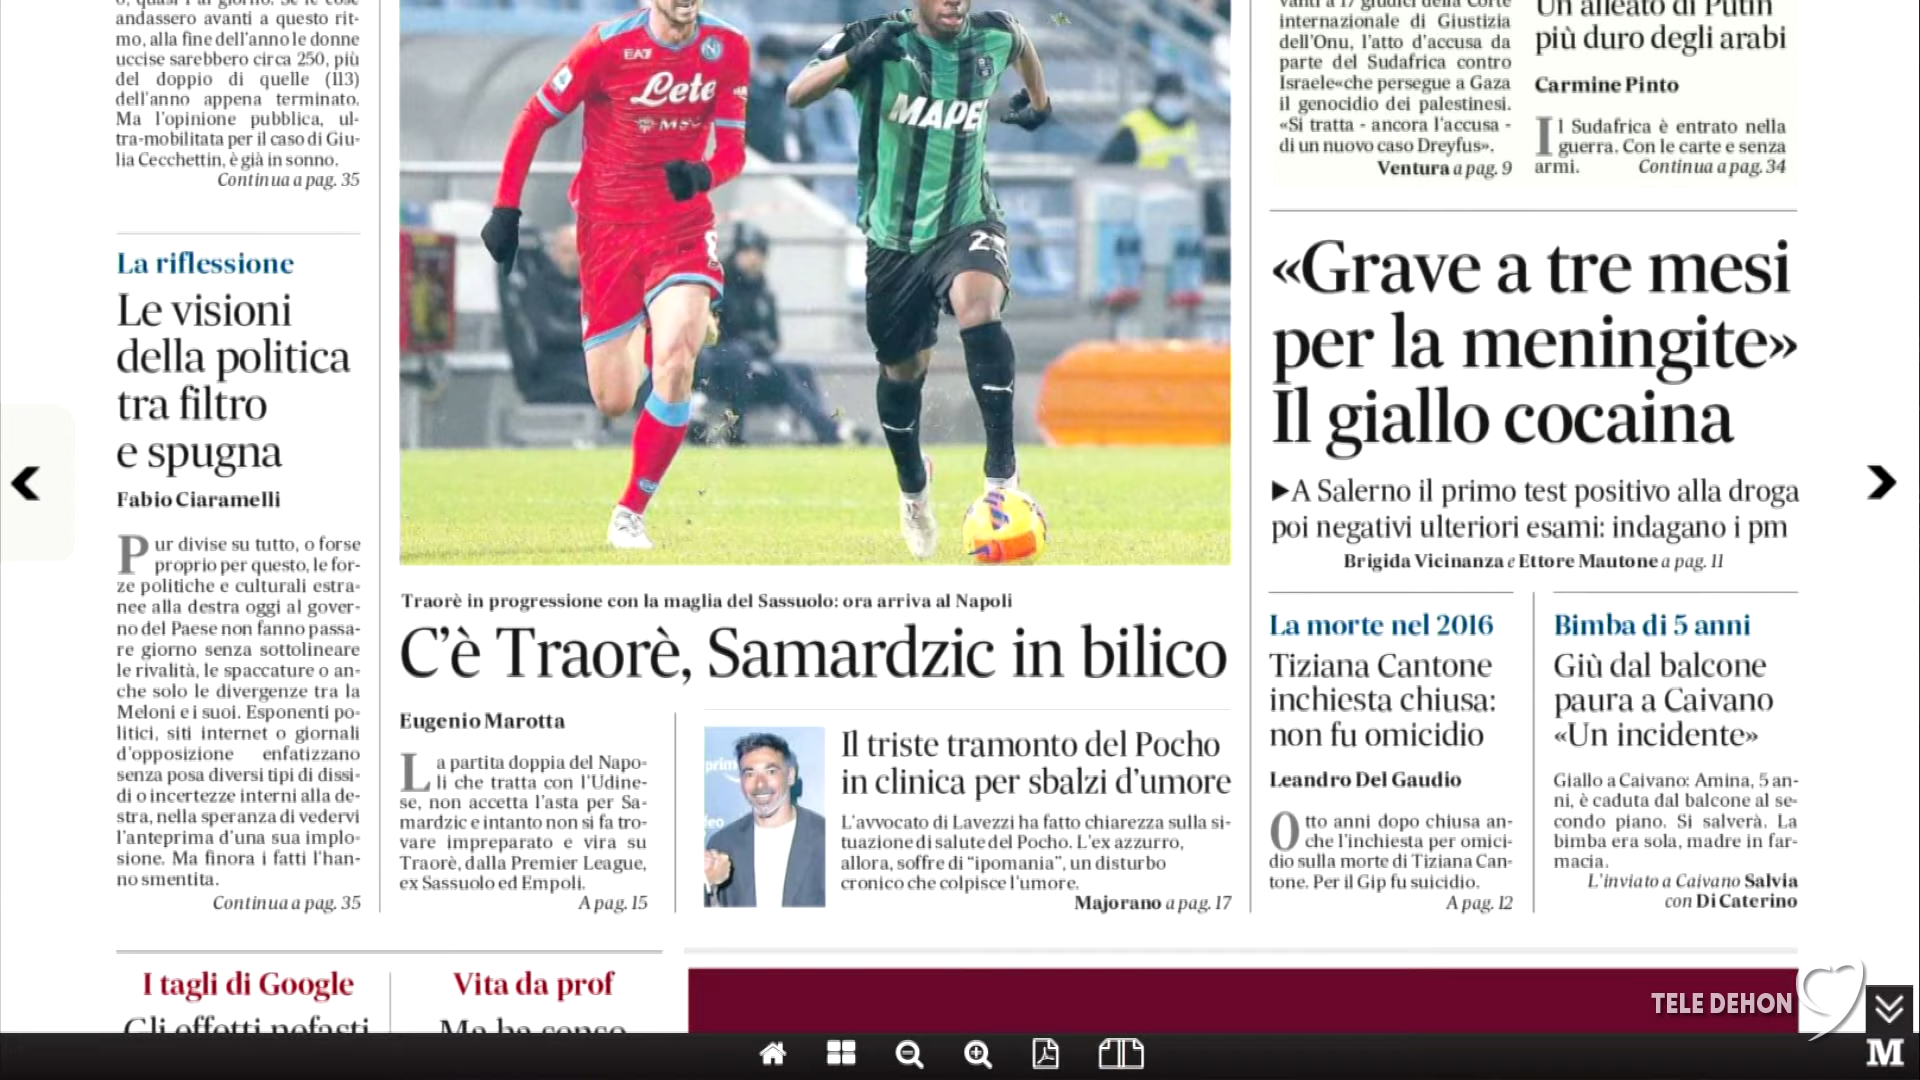 andassero avanti a questo rit-
mo, alla fine dell'anno le donne
uccise sarebbero circa 250, più
del doppio di quelle (113)
dell'anno appena terminato.
Ma l'opinione pubblica, ul-
tra-mobilitata per il caso di Giu-
lia Cecchettin, è già in sonno.
Continua a pag. 35
La riflessione
Le visioni
della politica
tra filtro
e spugna
Fabio Ciaramelli
Pur divise su tutto, o forse
proprio per questo, le for-
ze politiche e culturali estra-
nee alla destra oggi al gover-
no del Paese non fanno passa-
re giorno senza sottolineare
le rivalità, le spaccature o an-
che solo le divergenze tra la
Meloni e i suoi. Esponenti po-
litici, siti internet o giornali
d'opposizione enfatizzano
senza posa diversi tipi di dissi-
di o incertezze interni alla de-
stra, nella speranza di vedervi
l'anteprima d'una sua implo-
sione. Ma finora i fatti l'han-
no smentita.
Continua a pag. 35
EA7
Lete
MSC
8
MAPE
Traorè in progressione con la maglia del Sassuolo: ora arriva al Napoli
C'è Traorè, Samardzic in bilico
Eugenio Marotta
La partita doppia del Napo-
li che tratta con l'Udine-
se, non accetta l'asta per Sa-
mardzic e intanto non si fa tro-
vare impreparato e vira su
Traorè, dalla Premier League,
ex Sassuolo ed Empoli.
A pag. 15
prim
Il triste tramonto del Pocho
in clinica per sbalzi d'umore
L'avvocato di Lavezzi ha fatto chiarezza sulla si-
tuazione di salute del Pocho. L'ex azzurro,
allora, soffre di “ipomania”, un disturbo
cronico che colpisce l'umore.
Majorano a pag. 17
internazionale di Giustizia
dell'Onu, l'atto d'accusa da
parte del Sudafrica contro
Israele«che persegue a Gaza
il genocidio dei palestinesi.
«Si tratta - ancora l'accusa -
di un nuovo caso Dreyfus».
Ventura a pag. 9
Un alleato di Putin
più duro degli arabi
Carmine Pinto
Il Sudafrica è entrato nella
guerra. Con le carte e senza
armi. Continua a pag. 34
«Grave a tre mesi
per la meningite»
Il giallo cocaina
►A Salerno il primo test positivo alla droga
poi negativi ulteriori esami: indagano i pm
Brigida Vicinanza e Ettore Mautone a pag. 11
La morte nel 2016
Tiziana Cantone
inchiesta chiusa:
non fu omicidio
Leandro Del Gaudio
Otto anni dopo chiusa an-
che l'inchiesta per omici-
dio sulla morte di Tiziana Can-
tone. Per il Gip fu suicidio.
A pag. 12
Bimba di 5 anni
Giù dal balcone
paura a Caivano
«Un incidente»
Giallo a Caivano: Amina, 5 an-
ni, è caduta dal balcone al se-
condo piano. Si salverà. La
bimba era sola, madre in far-
macia.
L'inviato a Caivano Salvia
con Di Caterino
I tagli di Google
Gli effetti nefasti
Vita da prof
Ma ha senso
TELE DEHON
M